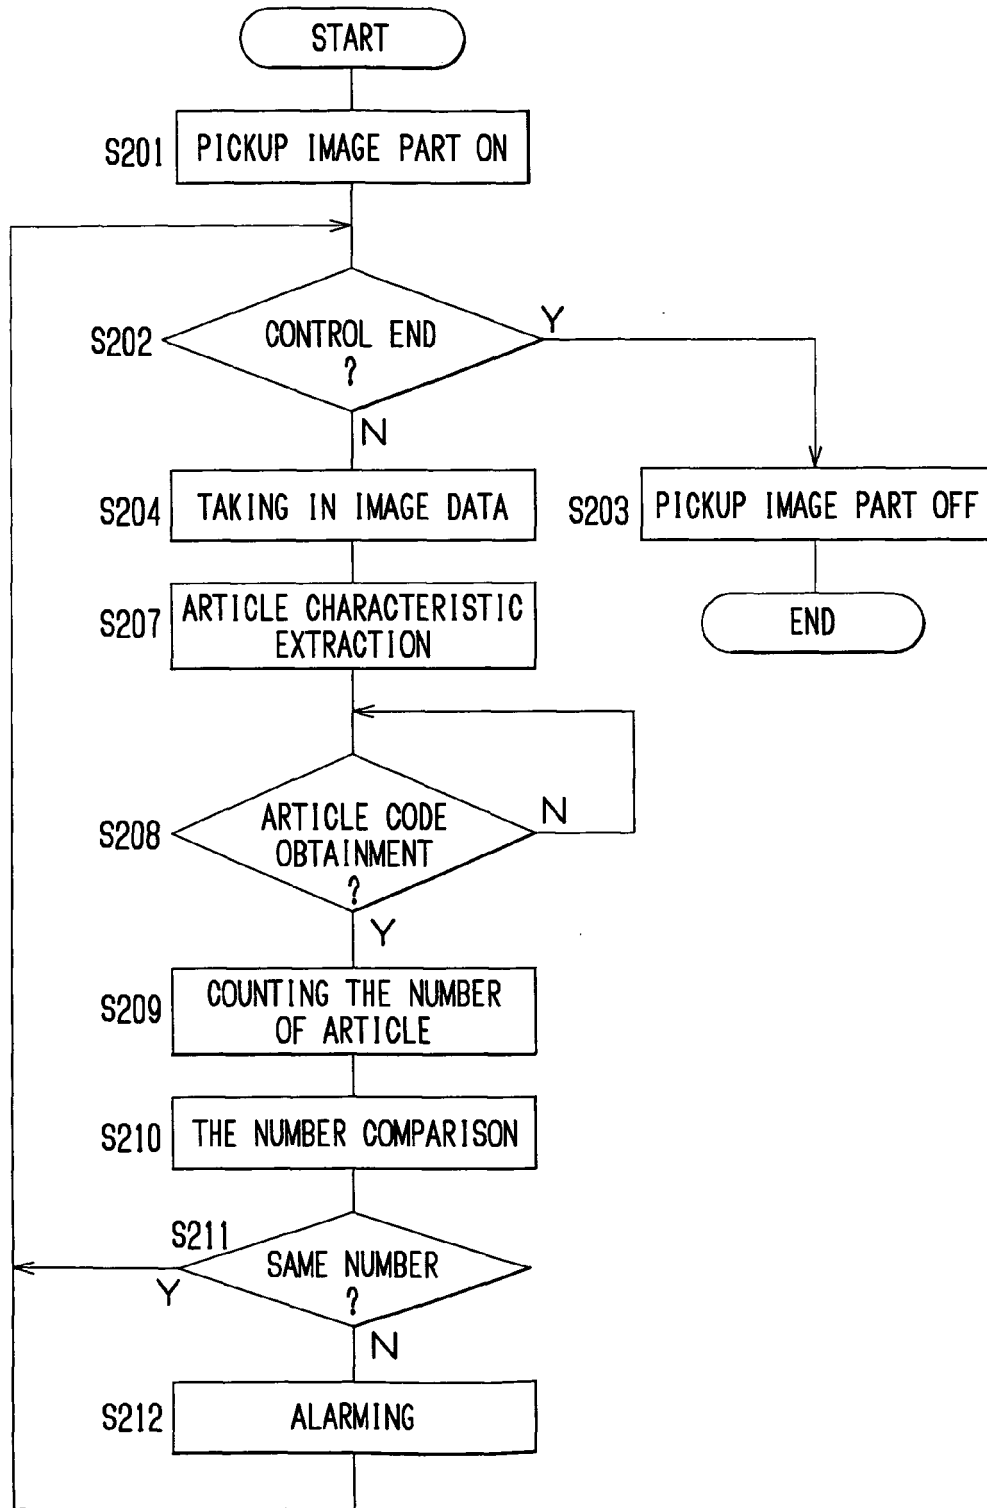 START
S201
PICKUP IMAGE PART ON
S202
CONTROL END
?
Y
N
S204
TAKING IN IMAGE DATA
S203
PICKUP IMAGE PART OFF
S207
ARTICLE CHARACTERISTIC
EXTRACTION
END
S208
ARTICLE CODE
OBTAINMENT
?
N
Y
S209
COUNTING THE NUMBER
OF ARTICLE
S210
THE NUMBER COMPARISON
S211
SAME NUMBER
?
Y
N
S212
ALARMING